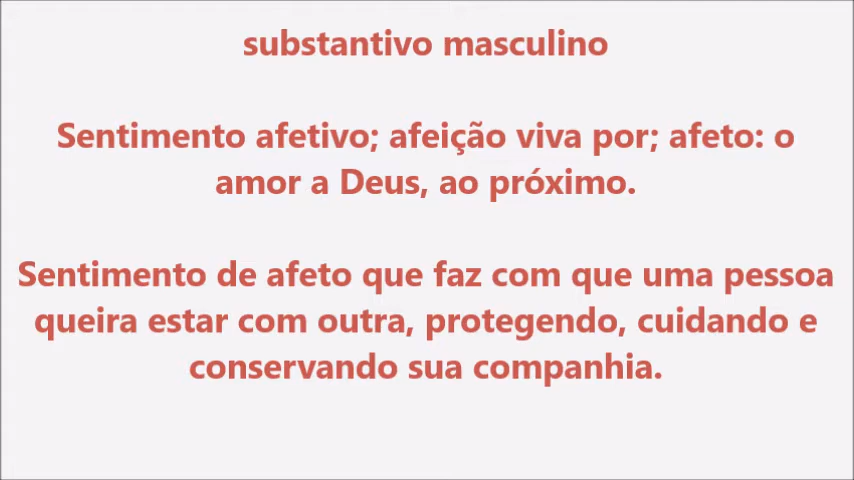 substantivo masculino
Sentimento afetivo; afeição viva por; afeto: o
amor a Deus, ao próximo.
Sentimento de afeto que faz com que uma pessoa
queira estar com outra, protegendo, cuidando e
conservando sua companhia.